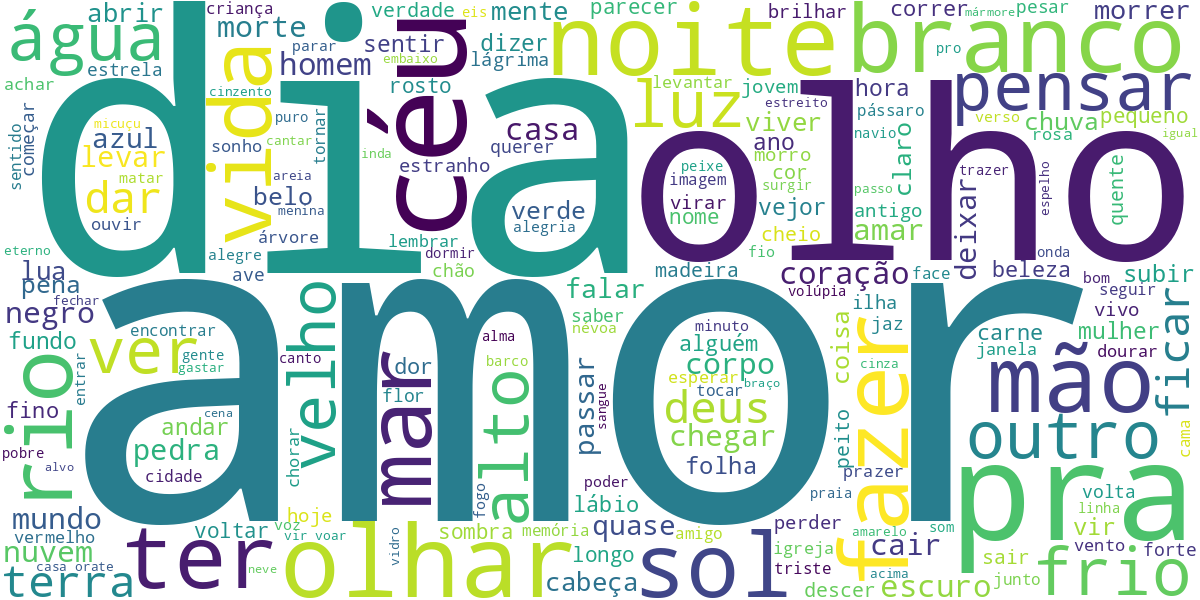 dia
olho
amor
noite
branco
água
abrir
criança
morte
vida
céu
verdade
eis
mente
parecer
brilhar
correr
mármore
pesar
morrer
parar
homem
sentir
embaixo
dizer
lágrima
pro
estrela
achar
cinzento
rosto
levantar
luz
jovem
hora
pensar
estreito
pássaro
verso
pequeno
chuva
rosa
igual
micuçu
azul
levar
matar
dar
ouvir
sentido
começar
puro
cantar
sonho
tornar
inda
areia
belo
menina
árvore
casa
querer
estranho
verde
alegria
viver
ano
morro
cor
surgir
navio
claro
peixe
imagem
virar
nome
vejor
cheio
passo
antigo
amar
trazer
deixar
espelho
quente
eterno
lua
pena
fechar
alegre
ave
lembrar
dormir
chão
madeira
fio
coração
volúpia
face
beleza
onda
bom
subir
seguir
negro
fundo
encontrar
ver
gente
gastar
entrar
canto
velho
mar
dor
flor
alma
barco
alto
falar
saber
névoa
minuto
alguém
corpo
esperar
braço
tocar
deus
chegar
folha
ilha
jaz
coisa
cinza
fazer
carne
janela
vivo
mulher
dourar
mão
ficar
rio
fino
pobre
alvo
cena
andar
pedra
cidade
chorar
passar
sangue
peito
prazer
outro
cama
mundo
vermelho
nuvem
casa orate
terra
ter
voltar
hoje
voz
vir voar
neve
olhar
vidro
fogo
sombra
memória
poder
lábio
quase
amigo
longo
cabeça
sol
perder
praia
igreja
triste
amarelo
som
cair
acima
descer
escuro
pra
volta
linha
vir
vento
forte
sair
junto
frio